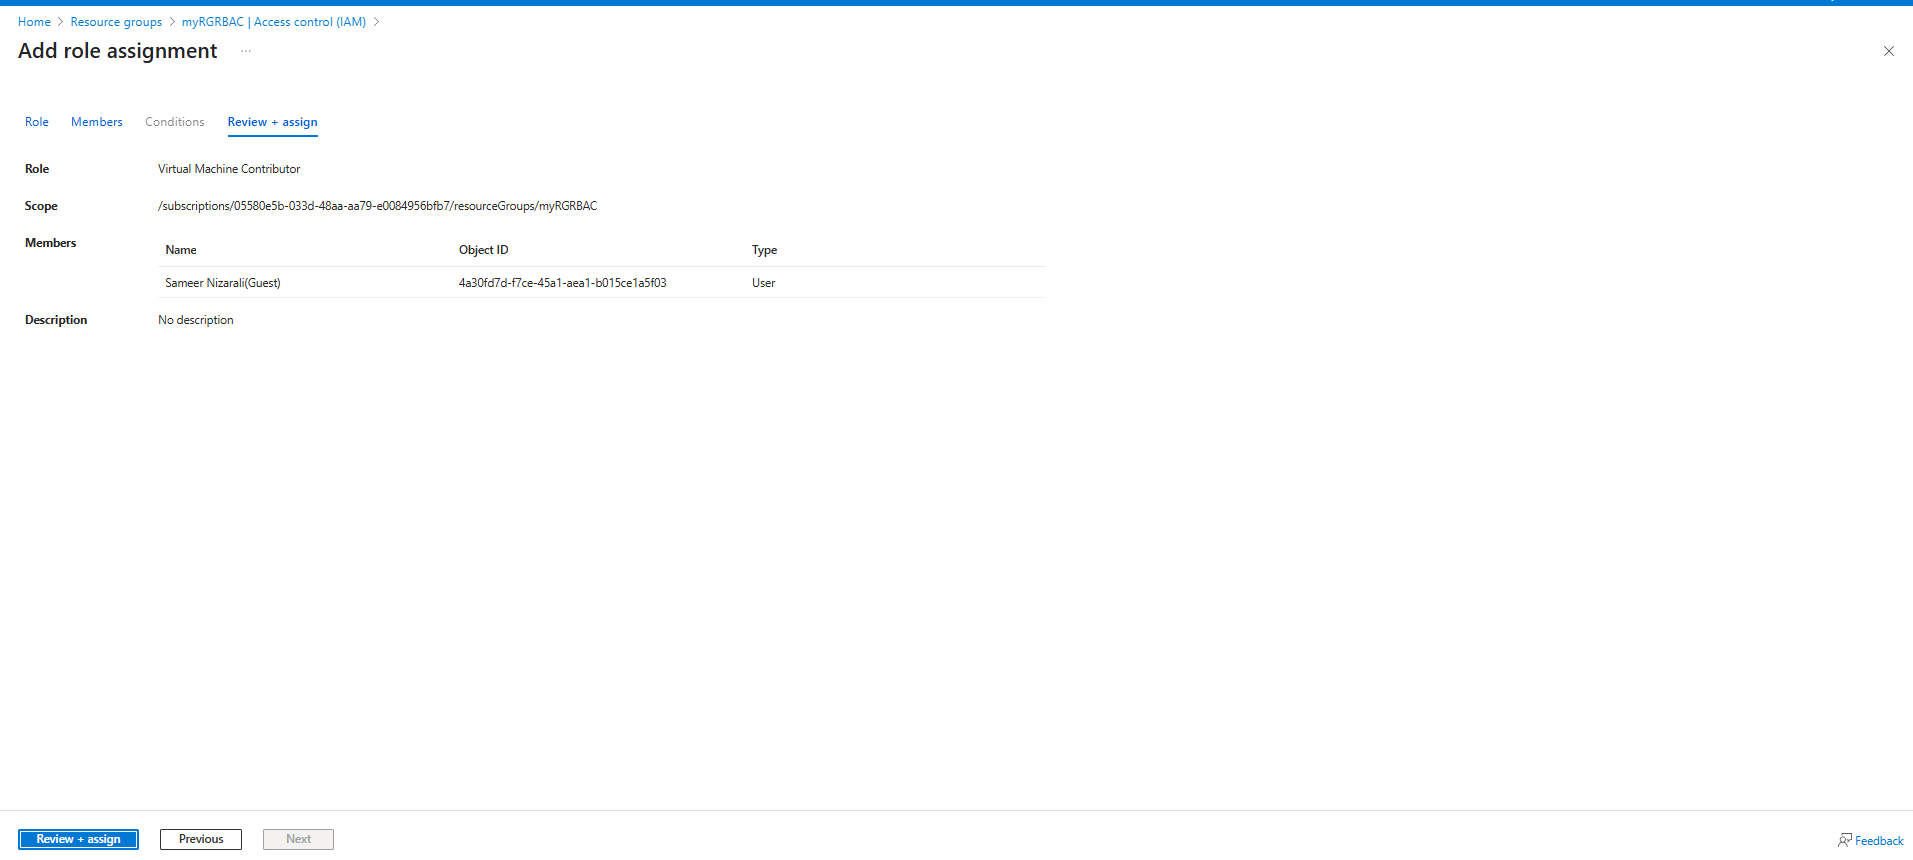 Home > Resource groups > myRGRBAC | Access control (IAM) >
Add role assignment ...
Role Members Conditions Review + assign
Role Virtual Machine Contributor
Scope /subscriptions/05580e5b-033d-48aa-aa79-e0084956bfb7/resourceGroups/myRGRBAC
Members Name Object ID Type
Sameer Nizarali(Guest) 4a30fd7d-f7ce-45a1-aea1-b015ce1a5f03 User
Description No description
Review + assign Previous Next Feedback